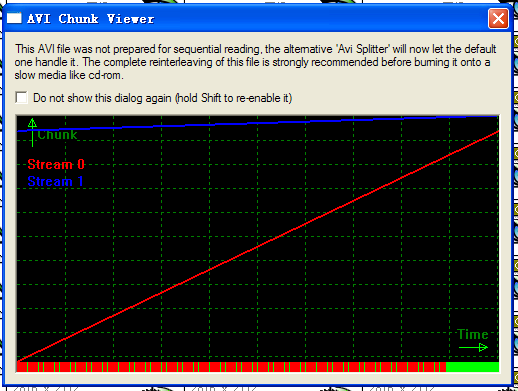 AVI Chunk Viewer
This AVI file was not prepared for sequential reading, the alternative 'Avi Splitter' will now let the default
one handle it. The complete reinterleaving of this file is strongly recommended before burning it onto a
slow media like cd-rom.
Do not show this dialog again (hold Shift to re-enable it)
Chunk
Stream 0
Stream 1
Time